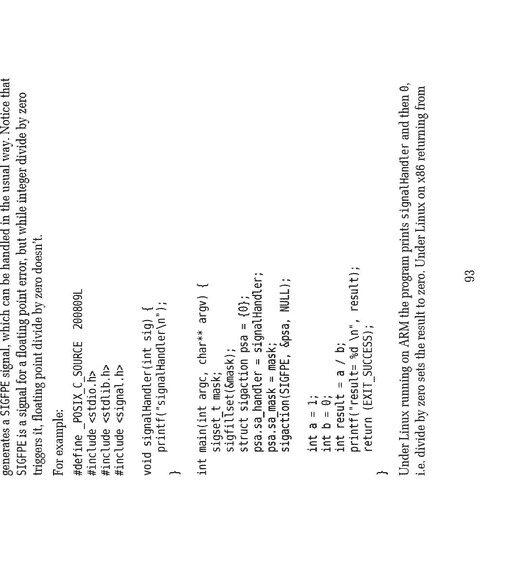 generates a SIGFPE signal, which can be handled in the usual way. Notice that
SIGFPE is a signal for a floating point error, but while integer divide by zero
triggers it, floating point divide by zero doesn't.
For example:
#define _POSIX_C_SOURCE  200809L
#include <stdio.h>
#include <stdlib.h>
#include <signal.h>
void signalHandler(int sig) {
    printf("signalHandler\n");
}
int main(int argc, char** argv) {
    sigset_t mask;
    sigfillset(&mask);
    struct sigaction psa = {0};
    psa.sa_handler = signalHandler;
    psa.sa_mask = mask;
    sigaction(SIGFPE, &psa, NULL);
    int a = 1;
    int b = 0;
    int result = a / b;
    printf("result= %d \n", result);
    return (EXIT_SUCCESS);
}
Under Linux running on ARM the program prints signalHandler and then 0,
i.e. divide by zero sets the result to zero. Under Linux on x86 returning from
93